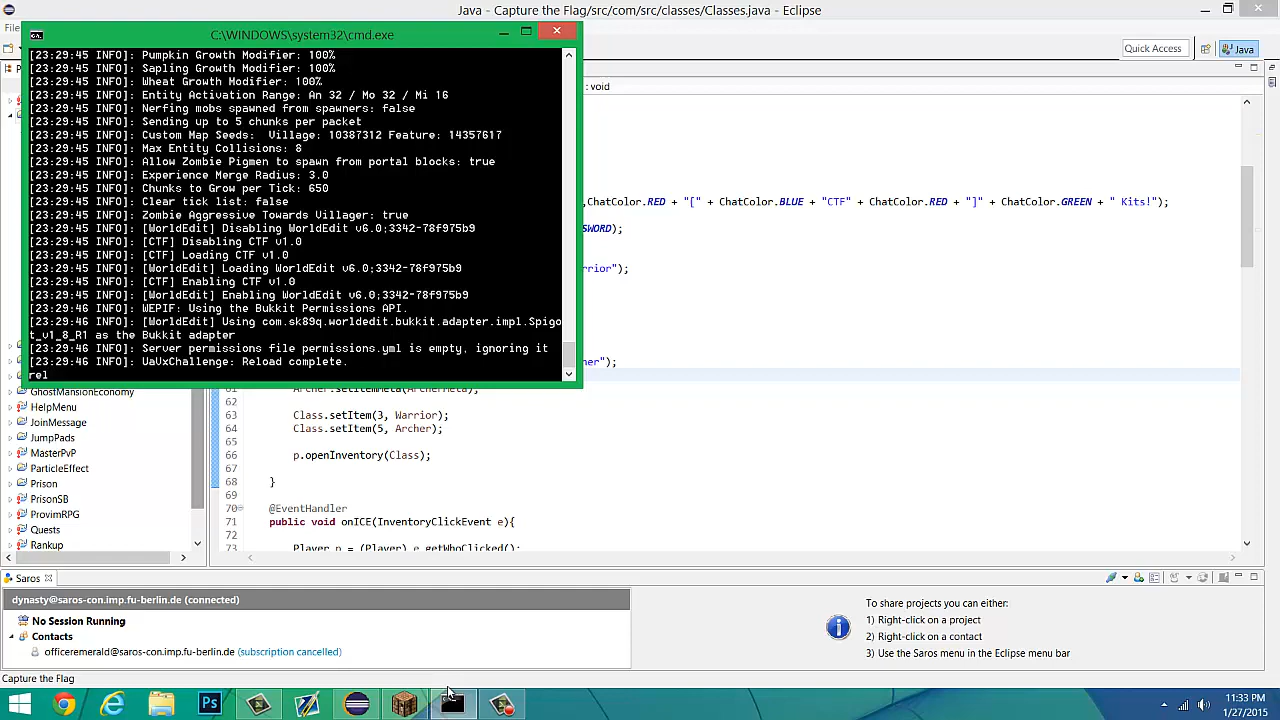 Java - Capture the Flag/src/com/src/classes/Classes.java - Eclipse
C:\WINDOWS\system32\cmd.exe
[23:29:45 INFO]: Pumpkin Growth Modifier: 100%
[23:29:45 INFO]: Sapling Growth Modifier: 100%
[23:29:45 INFO]: Wheat Growth Modifier: 100%
[23:29:45 INFO]: Entity Activation Range: An 32 / Mo 32 / Mi 16
[23:29:45 INFO]: Nerfing mobs spawned from spawners: false
[23:29:45 INFO]: Sending up to 5 chunks per packet
[23:29:45 INFO]: Custom Map Seeds:  Village: 10387312 Feature: 14357617
[23:29:45 INFO]: Max Entity Collisions: 8
[23:29:45 INFO]: Allow Zombie Pigmen to spawn from portal blocks: true
[23:29:45 INFO]: Experience Merge Radius: 3.0
[23:29:45 INFO]: Chunks to Grow per Tick: 650
[23:29:45 INFO]: Clear tick list: false
[23:29:45 INFO]: Zombie Aggressive Towards Villager: true
[23:29:45 INFO]: [WorldEdit] Disabling WorldEdit v6.0;3342-78f975b9
[23:29:45 INFO]: [CTF] Disabling CTF v1.0
[23:29:45 INFO]: [CTF] Loading CTF v1.0
[23:29:45 INFO]: [WorldEdit] Loading WorldEdit v6.0;3342-78f975b9
[23:29:45 INFO]: [CTF] Enabling CTF v1.0
[23:29:45 INFO]: [WorldEdit] Enabling WorldEdit v6.0;3342-78f975b9
[23:29:46 INFO]: WEPIF: Using the Bukkit Permissions API.
[23:29:46 INFO]: [WorldEdit] Using com.sk89q.worldedit.bukkit.adapter.impl.Spigo
t_v1_8_R1 as the Bukkit adapter
[23:29:46 INFO]: Server permissions file permissions.yml is empty, ignoring it
[23:29:46 INFO]: UaVxChallenge: Reload complete.
rel
Quick Access
Java
: void
,ChatColor.RED + "[" + ChatColor.BLUE + "CTF" + ChatColor.RED + "]" + ChatColor.GREEN + " Kits!");
SWORD);
rrior");
her");
61 Archer.setItemMeta(ArcherMeta);
62
63 Class.setItem(3, Warrior);
64 Class.setItem(5, Archer);
65
66 p.openInventory(Class);
67
68 }
69
70 @EventHandler
71 public void onICE(InventoryClickEvent e){
72
73 Player p = (Player) e.getWhoClicked();
GhostMansionEconomy
HelpMenu
JoinMessage
JumpPads
MasterPvP
ParticleEffect
Prison
PrisonSB
ProvimRPG
Quests
Rankup
Saros
dynasty@saros-con.imp.fu-berlin.de (connected)
No Session Running
Contacts
officeremerald@saros-con.imp.fu-berlin.de (subscription cancelled)
To share projects you can either:
1) Right-click on a project
2) Right-click on a contact
3) Use the Saros menu in the Eclipse menu bar
Capture the Flag
Ps
11:33 PM
1/27/2015